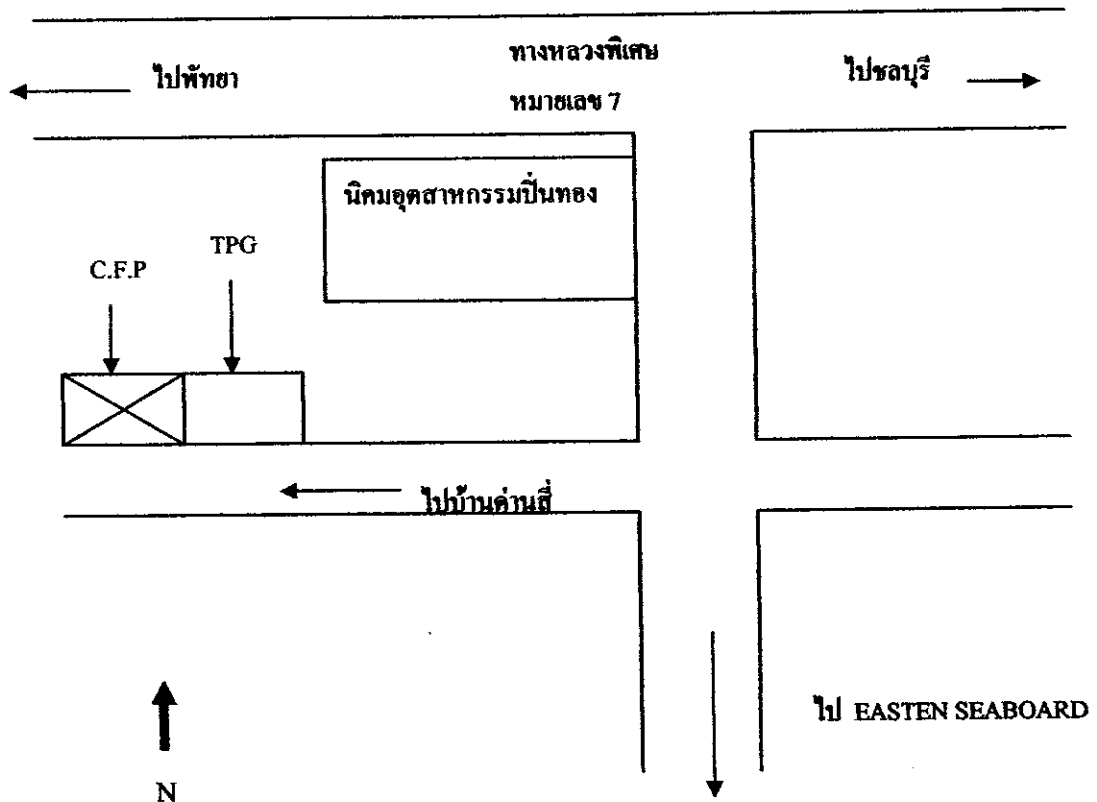 ทางหลวงพิเศษ
ไปพัทยา
ไปชลบุรี
หมายเลข 7
นิคมอุตสาหกรรมปิ่นทอง
TPG
C.F.P
ไปบ้านด่านสี่
ไป EASTEN SEABOARD
N